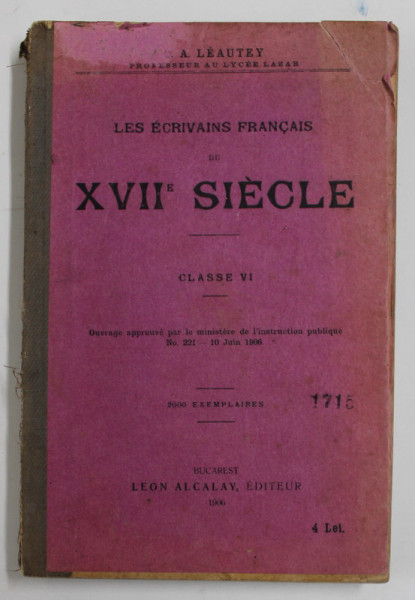 A. LÉAUTEY
PROFESSEUR AU LYCÉE LAZAR
LES ÉCRIVAINS FRANÇAIS
DU
XVIIE SIÈCLE
CLASSE VI
Ouvrage approuvé par le ministère de l'instruction publique
No. 221 — 10 Juin 1906
2000 EXEMPLAIRES
1715
BUCAREST
LEON ALCALAY, ÉDITEUR
1906
4 Lei.